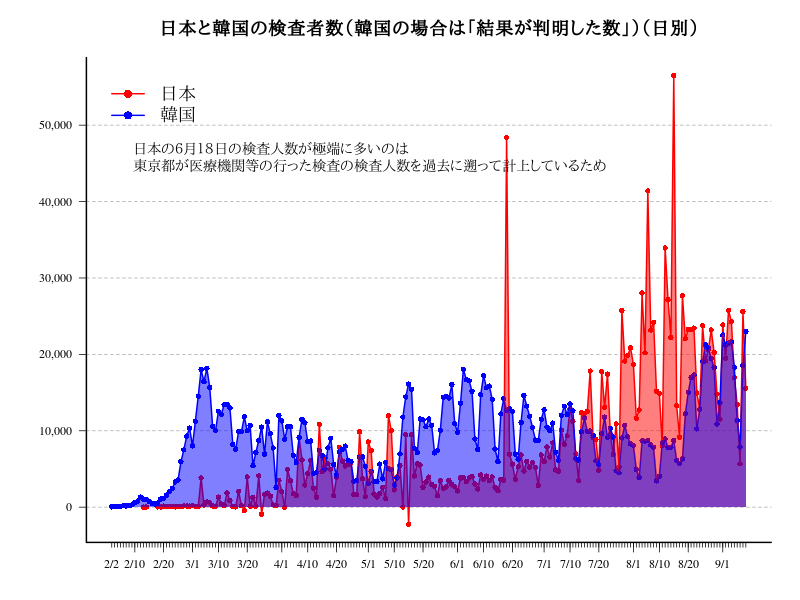 日本と韓国の検査者数（韓国の場合は「結果が判明した数」）（日別）
日本
韓国
日本の6月18日の検査人数が極端に多いのは
東京都が医療機関等の行った検査の検査人数を過去に遡って計上しているため
50,000
40,000
30,000
20,000
10,000
0
2/2 2/10 2/20 3/1 3/10 3/20 4/1 4/10 4/20 5/1 5/10 5/20 6/1 6/10 6/20 7/1 7/10 7/20 8/1 8/10 8/20 9/1